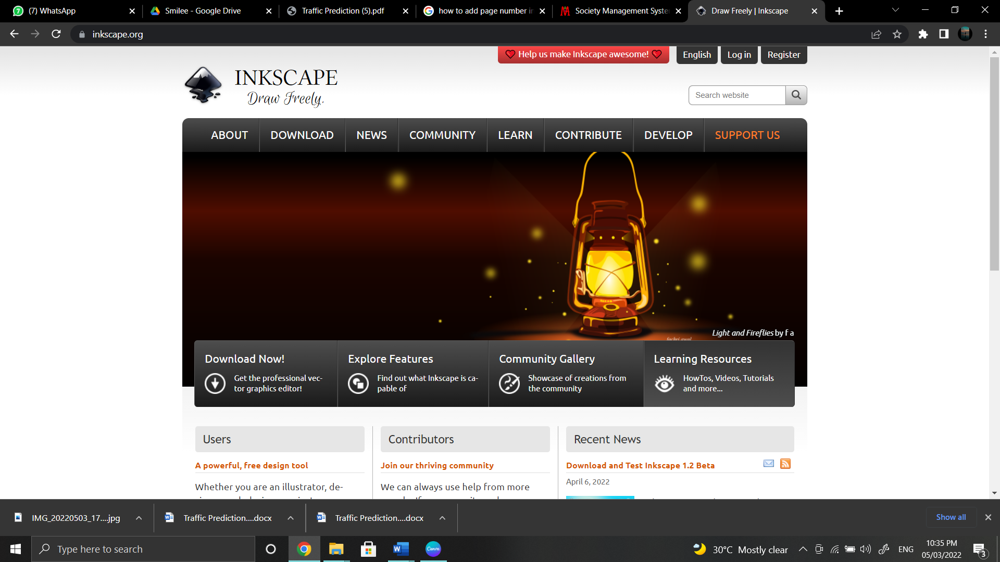 (7) WhatsApp
Smilee - Google Drive
Traffic Prediction (5).pdf
how to add page number in
Society Management Syste
Draw Freely | Inkscape
inkscape.org
Help us make Inkscape awesome!
English
Log in
Register
INKSCAPE
Draw Freely.
Search website
ABOUT
DOWNLOAD
NEWS
COMMUNITY
LEARN
CONTRIBUTE
DEVELOP
SUPPORT US
Light and Fireflies by f a
Download Now!
Get the professional vec-
tor graphics editor!
Explore Features
Find out what Inkscape is ca-
pable of
Community Gallery
Showcase of creations from
the community
Learning Resources
HowTos, Videos, Tutorials
and more...
Users
A powerful, free design tool
Whether you are an illustrator, de-
Contributors
Join our thriving community
We can always use help from more
Recent News
Download and Test Inkscape 1.2 Beta
April 6, 2022
IMG_20220503_17....jpg
Traffic Prediction....docx
Traffic Prediction....docx
Show all
Type here to search
Canva
30°C Mostly clear
ENG
10:35 PM
05/03/2022
3